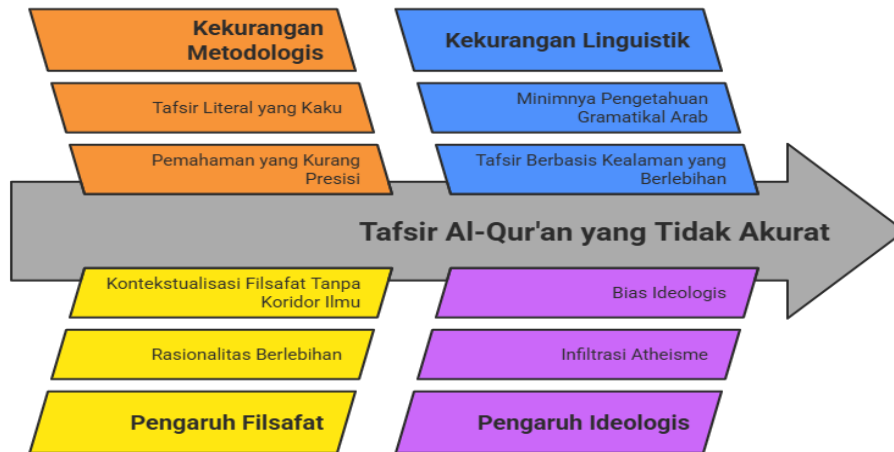 Kekurangan
Metodologis
Tafsir Literal yang Kaku
Pemahaman yang Kurang
Presisi
Kekurangan Linguistik
Minimnya Pengetahuan
Gramatikal Arab
Tafsir Berbasis Kealaman yang
Berlebihan
Tafsir Al-Qur'an yang Tidak Akurat
Kontekstualisasi Filsafat Tanpa
Koridor Ilmu
Rasionalitas Berlebihan
Pengaruh Filsafat
Bias Ideologis
Infiltrasi Atheisme
Pengaruh Ideologis